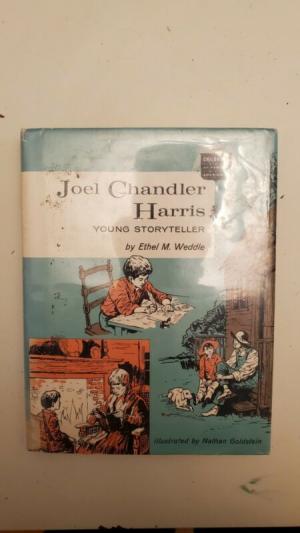 Joel Chandler
Harris
YOUNG STORYTELLER
by Ethel M. Weddle
illustrated by Nathan Goldstein